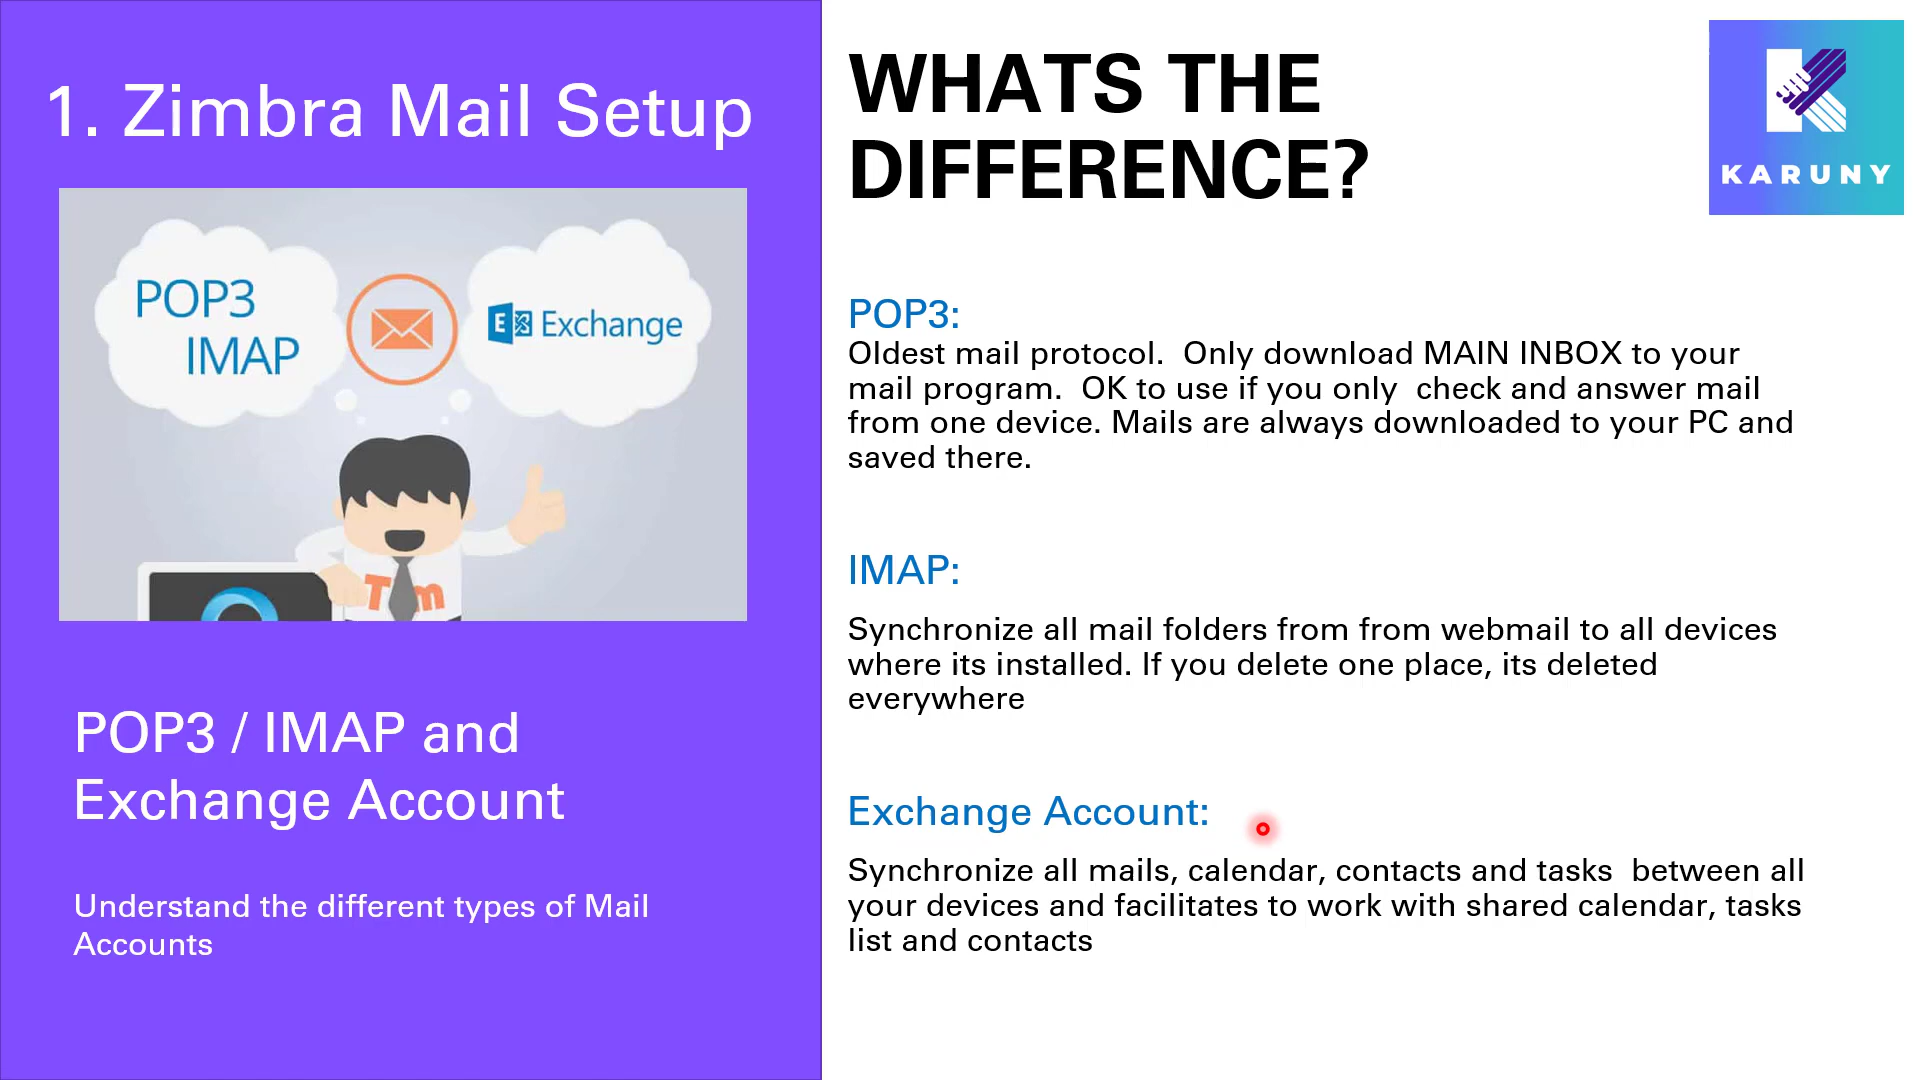 1. Zimbra Mail Setup
POP3
IMAP
E Exchange
T m
POP3 / IMAP and
Exchange Account
Understand the different types of Mail
Accounts
WHATS THE
DIFFERENCE?
KARUNY
POP3:
Oldest mail protocol.  Only download MAIN INBOX to your
mail program.  OK to use if you only  check and answer mail
from one device. Mails are always downloaded to your PC and
saved there.
IMAP:
Synchronize all mail folders from from webmail to all devices
where its installed. If you delete one place, its deleted
everywhere
Exchange Account:
Synchronize all mails, calendar, contacts and tasks  between all
your devices and facilitates to work with shared calendar, tasks
list and contacts